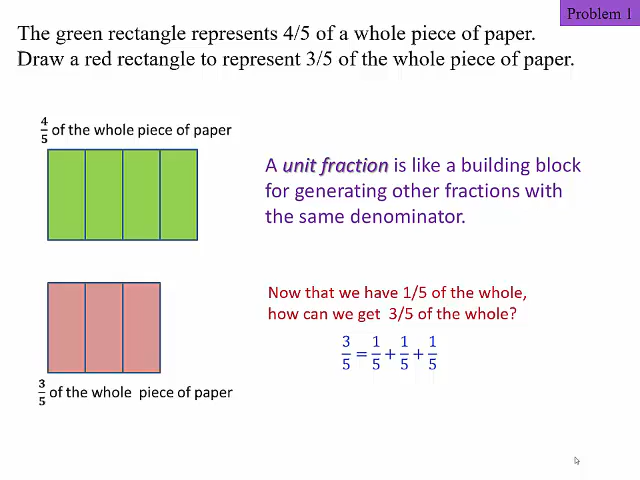 Problem 1
The green rectangle represents 4/5 of a whole piece of paper.
Draw a red rectangle to represent 3/5 of the whole piece of paper.
4/5 of the whole piece of paper
A unit fraction is like a building block
for generating other fractions with
the same denominator.
Now that we have 1/5 of the whole,
how can we get 3/5 of the whole?
3/5 = 1/5 + 1/5 + 1/5
3/5 of the whole piece of paper